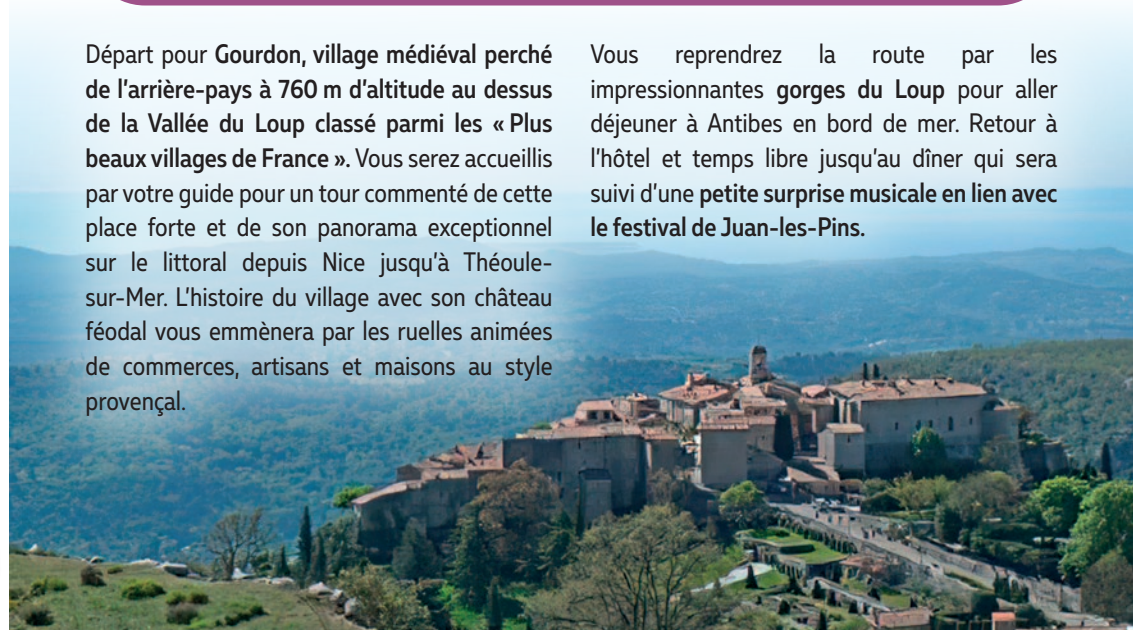 Départ pour Gourdon, village médiéval perché
de l'arrière-pays à 760 m d'altitude au dessus
de la Vallée du Loup classé parmi les « Plus
beaux villages de France ». Vous serez accueillis
par votre guide pour un tour commenté de cette
place forte et de son panorama exceptionnel
sur le littoral depuis Nice jusqu'à Théoule-
sur-Mer. L'histoire du village avec son château
féodal vous emmènera par les ruelles animées
de commerces, artisans et maisons au style
provençal.
Vous reprendrez la route par les
impressionnantes gorges du Loup pour aller
déjeuner à Antibes en bord de mer. Retour à
l'hôtel et temps libre jusqu'au dîner qui sera
suivi d'une petite surprise musicale en lien avec
le festival de Juan-les-Pins.